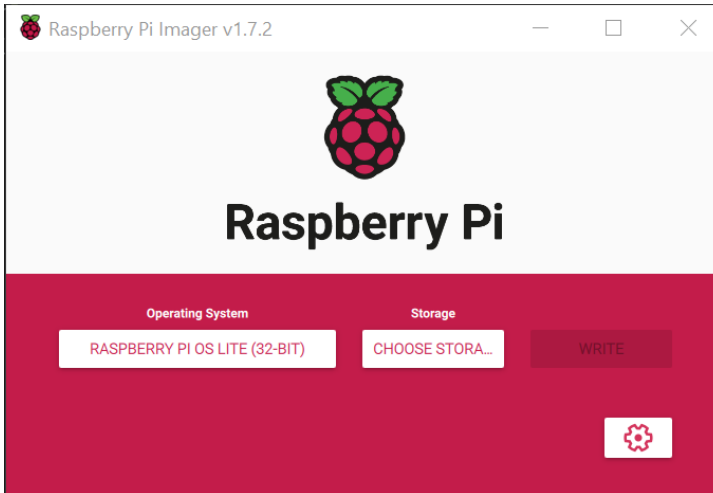 Raspberry Pi Imager v1.7.2
Raspberry Pi
Operating System
Storage
RASPBERRY PI OS LITE (32-BIT)
CHOOSE STORA...
WRITE